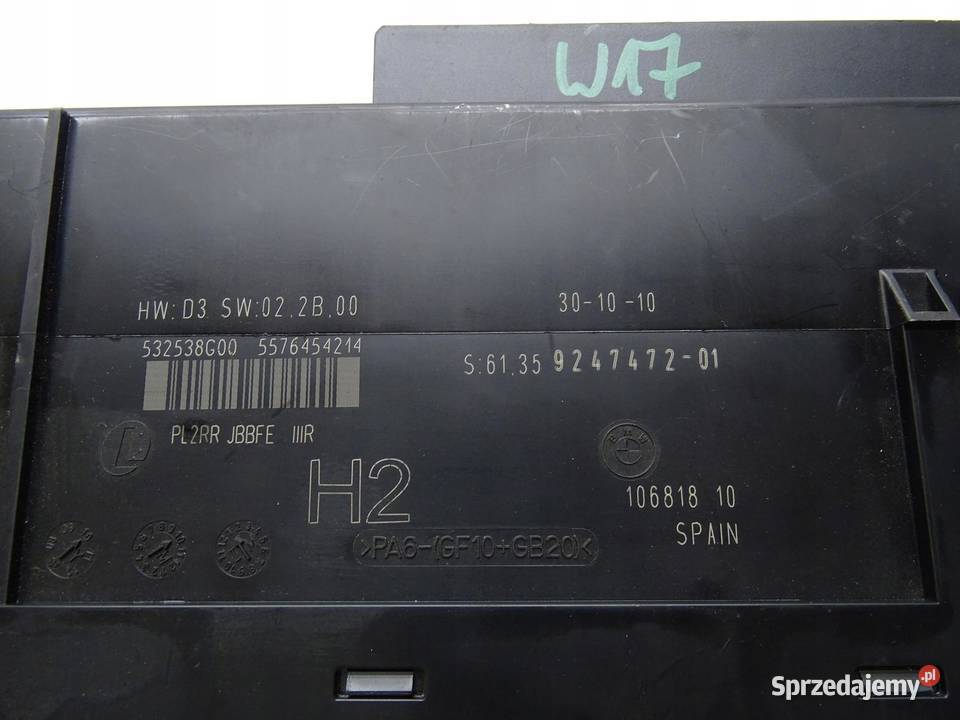 W17
HW: D3 SW:02.2B.00
30-10-10
532538G00 5576454214
S:61.35 9247472-01
PL2RR JBBFE IIIR
BMW
H2
106818 10
SPAIN
>PA6-(GF10+GB20)<
Sprzedajemy.pl